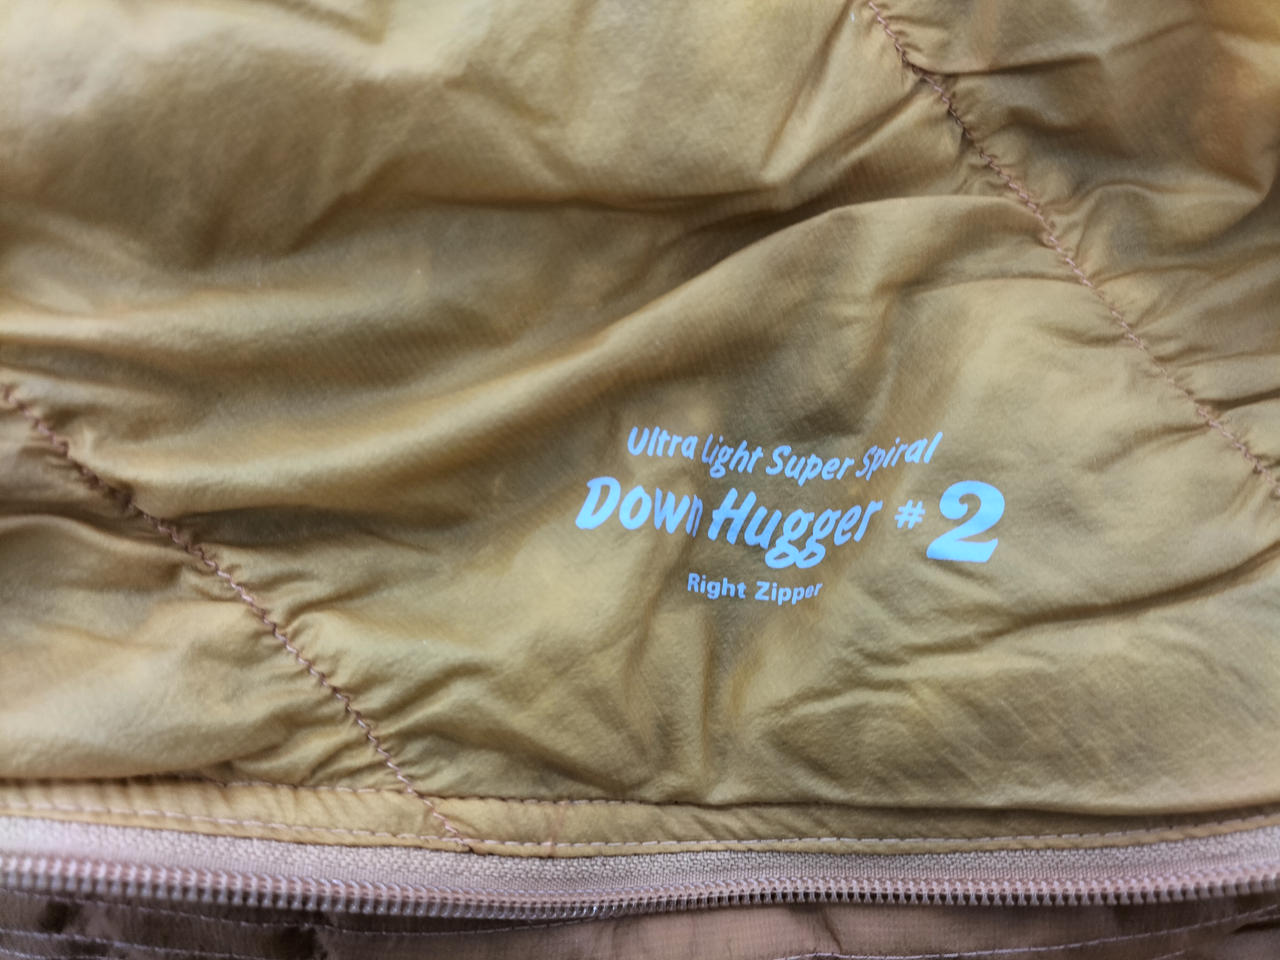 Ultra Light Super Spiral
Down Hugger #2
Right Zipper